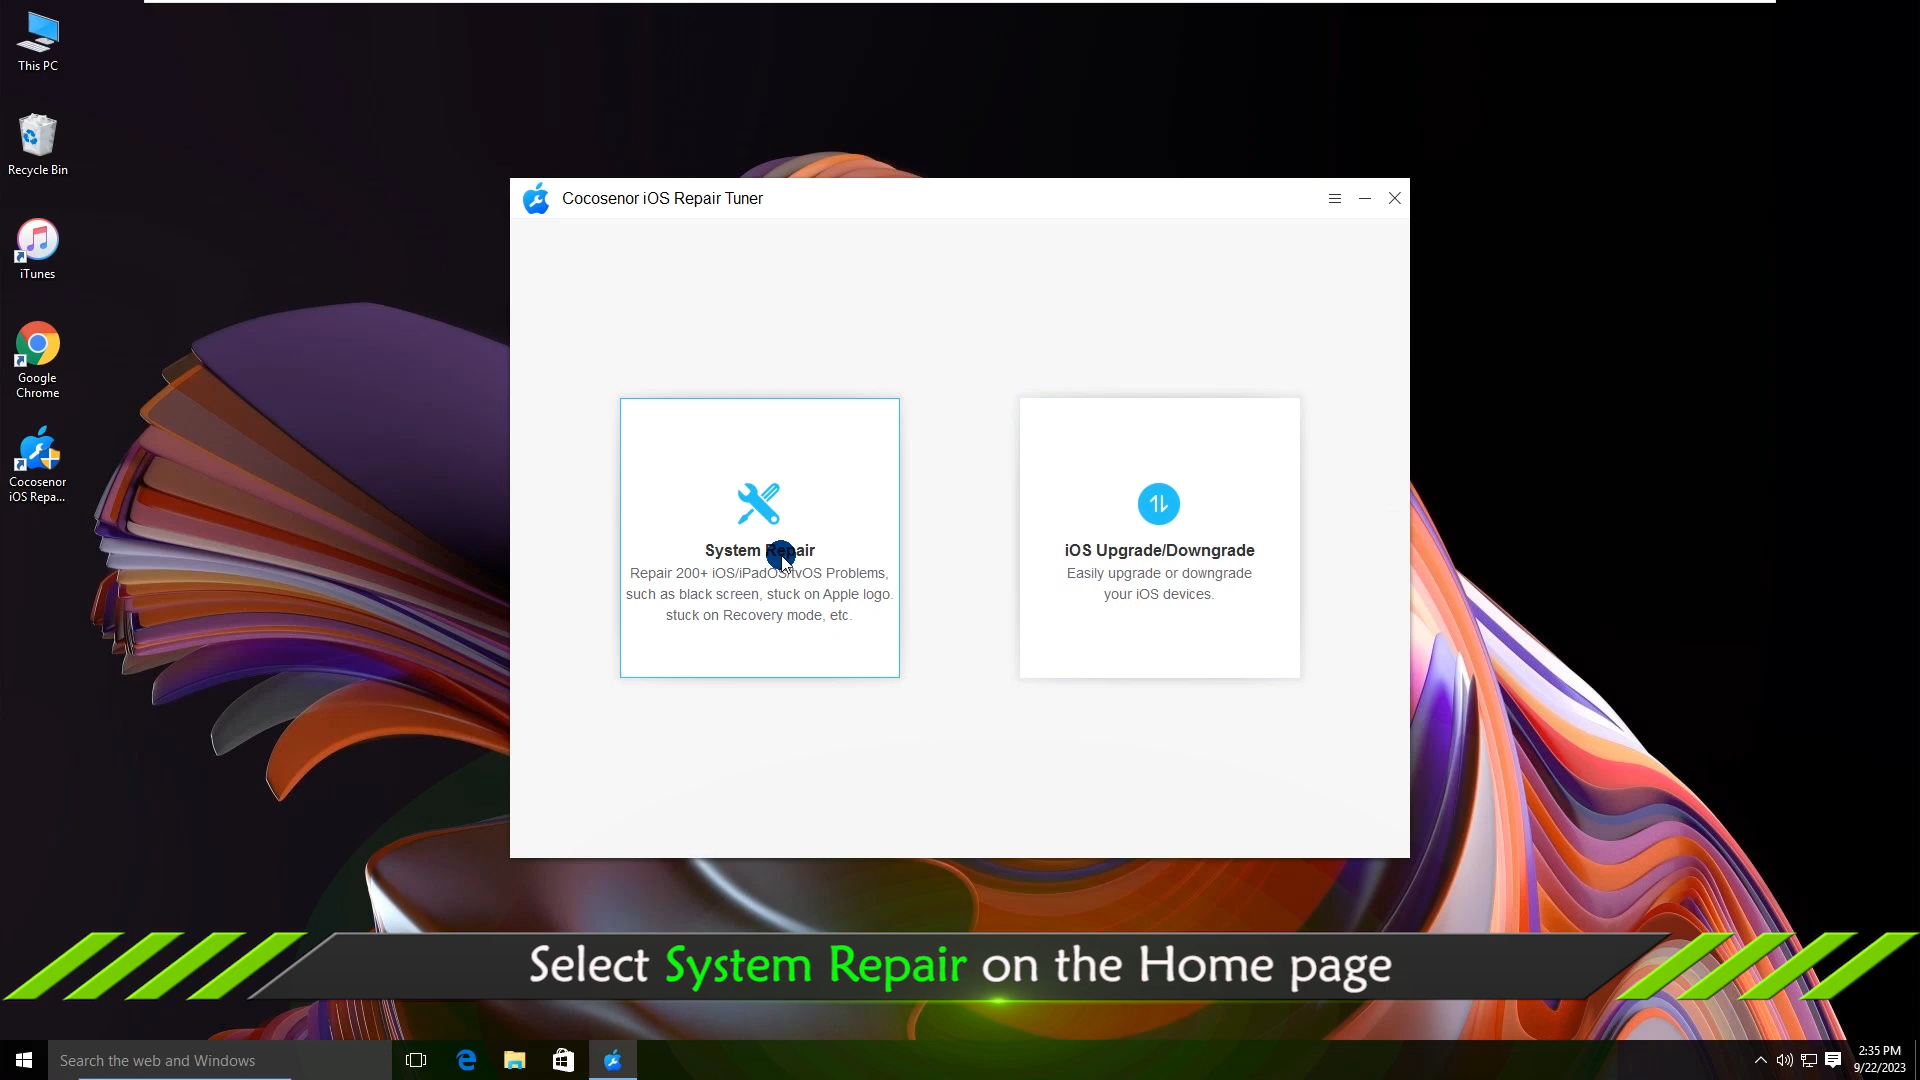 This PC
Recycle Bin
iTunes
Google
Chrome
Cocosenor
iOS Repa...
Cocosenor iOS Repair Tuner
System Repair
Repair 200+ iOS/iPadOS/tvOS Problems,
such as black screen, stuck on Apple logo.
stuck on Recovery mode, etc.
iOS Upgrade/Downgrade
Easily upgrade or downgrade
your iOS devices.
Select System Repair on the Home page
Search the web and Windows
2:35 PM
9/22/2023